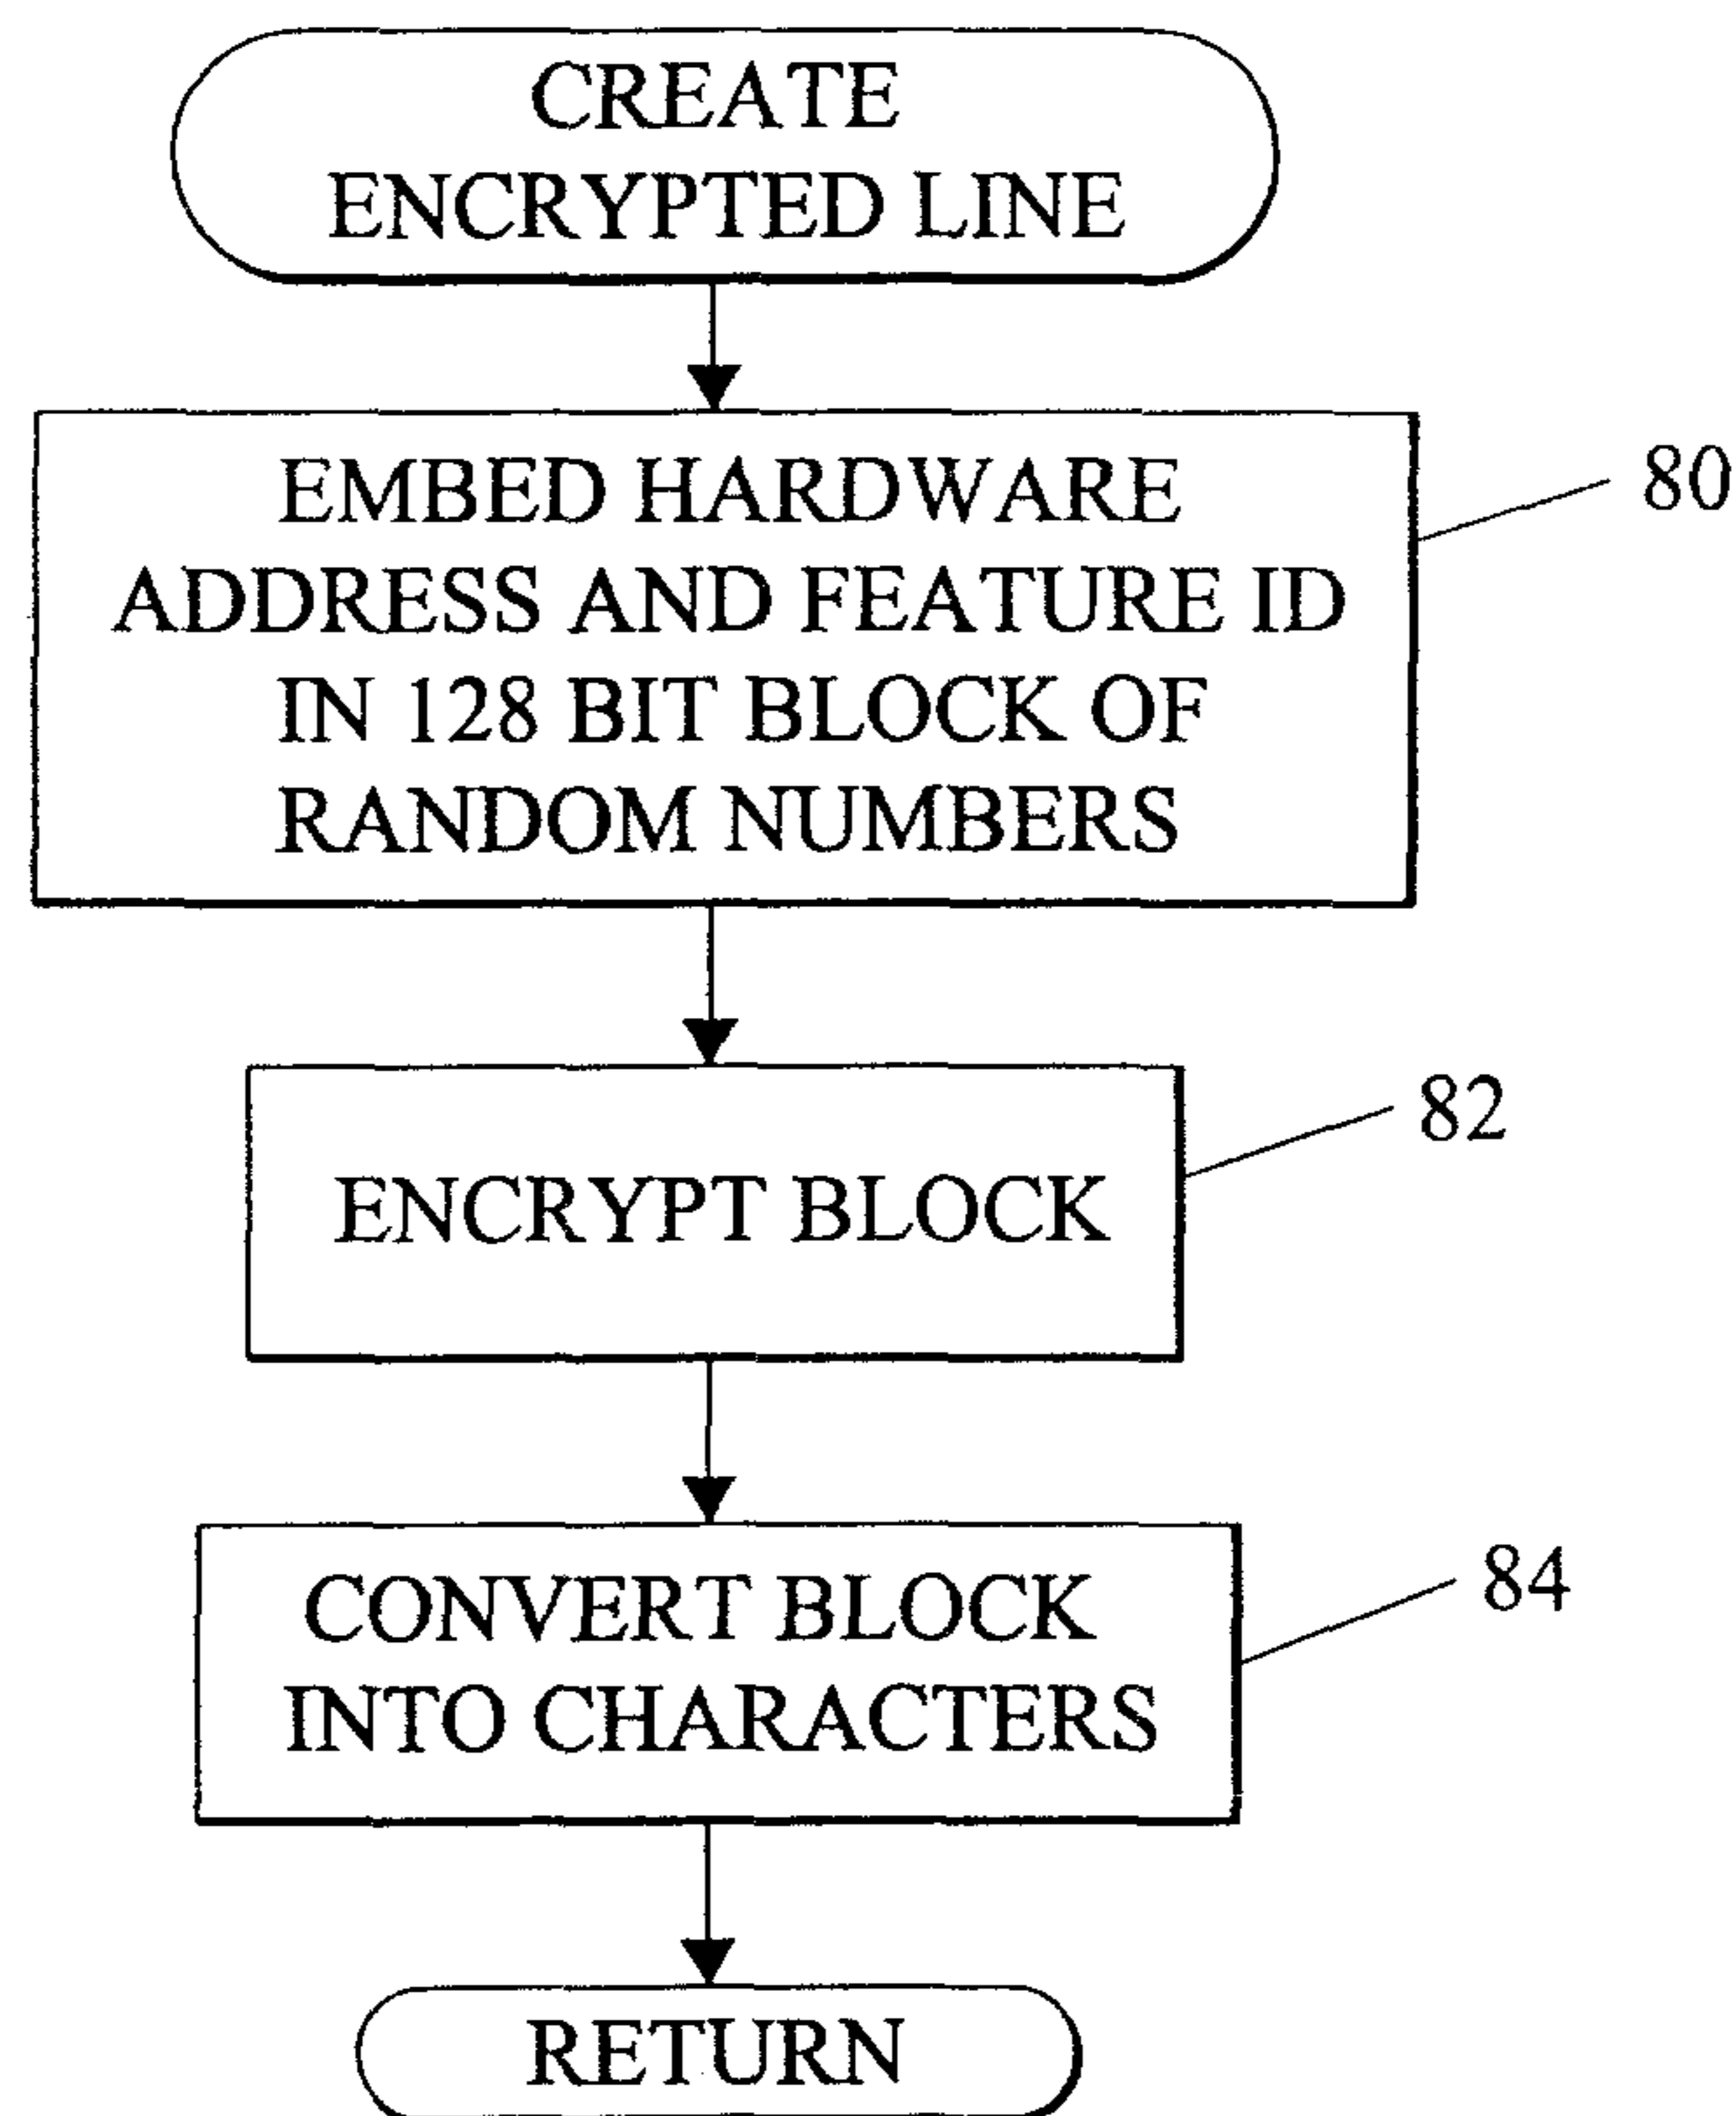 CREATE
ENCRYPTED LINE
EMBED HARDWARE
ADDRESS AND FEATURE ID
IN 128 BIT BLOCK OF
RANDOM NUMBERS
80
ENCRYPT BLOCK
82
CONVERT BLOCK
INTO CHARACTERS
84
RETURN